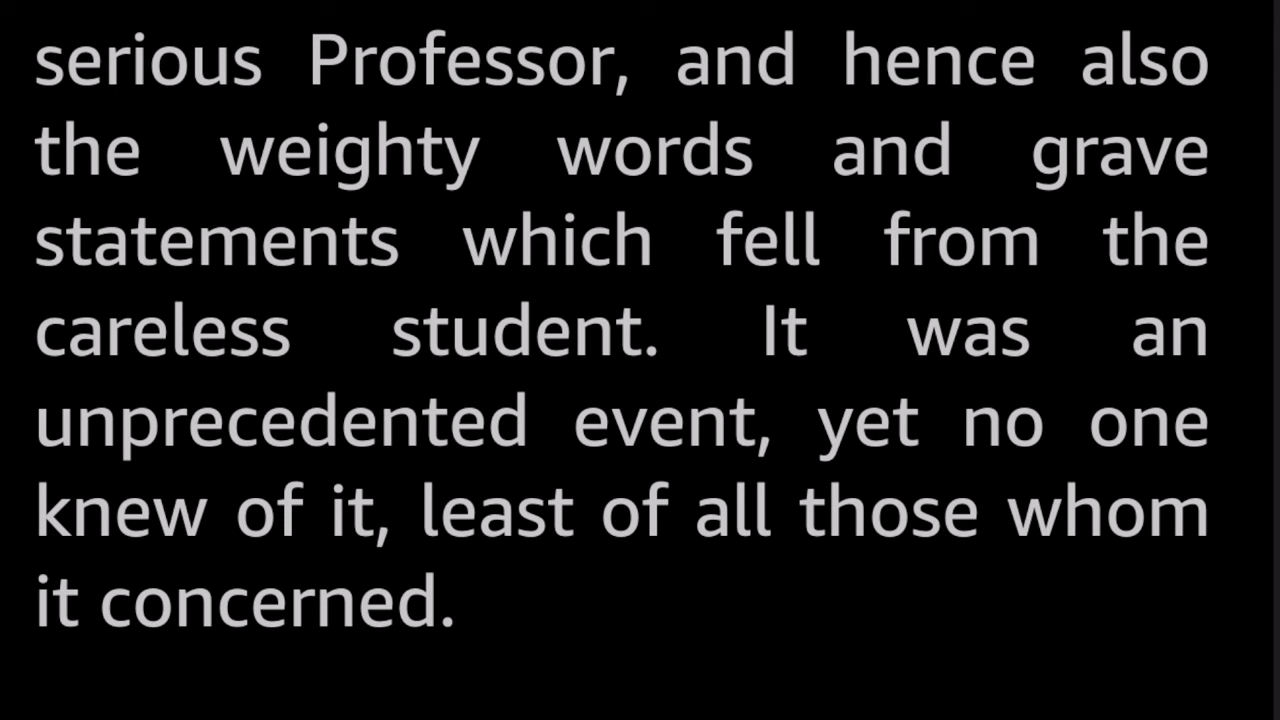 serious Professor, and hence also
the weighty words and grave
statements which fell from the
careless student. It was an
unprecedented event, yet no one
knew of it, least of all those whom
it concerned.